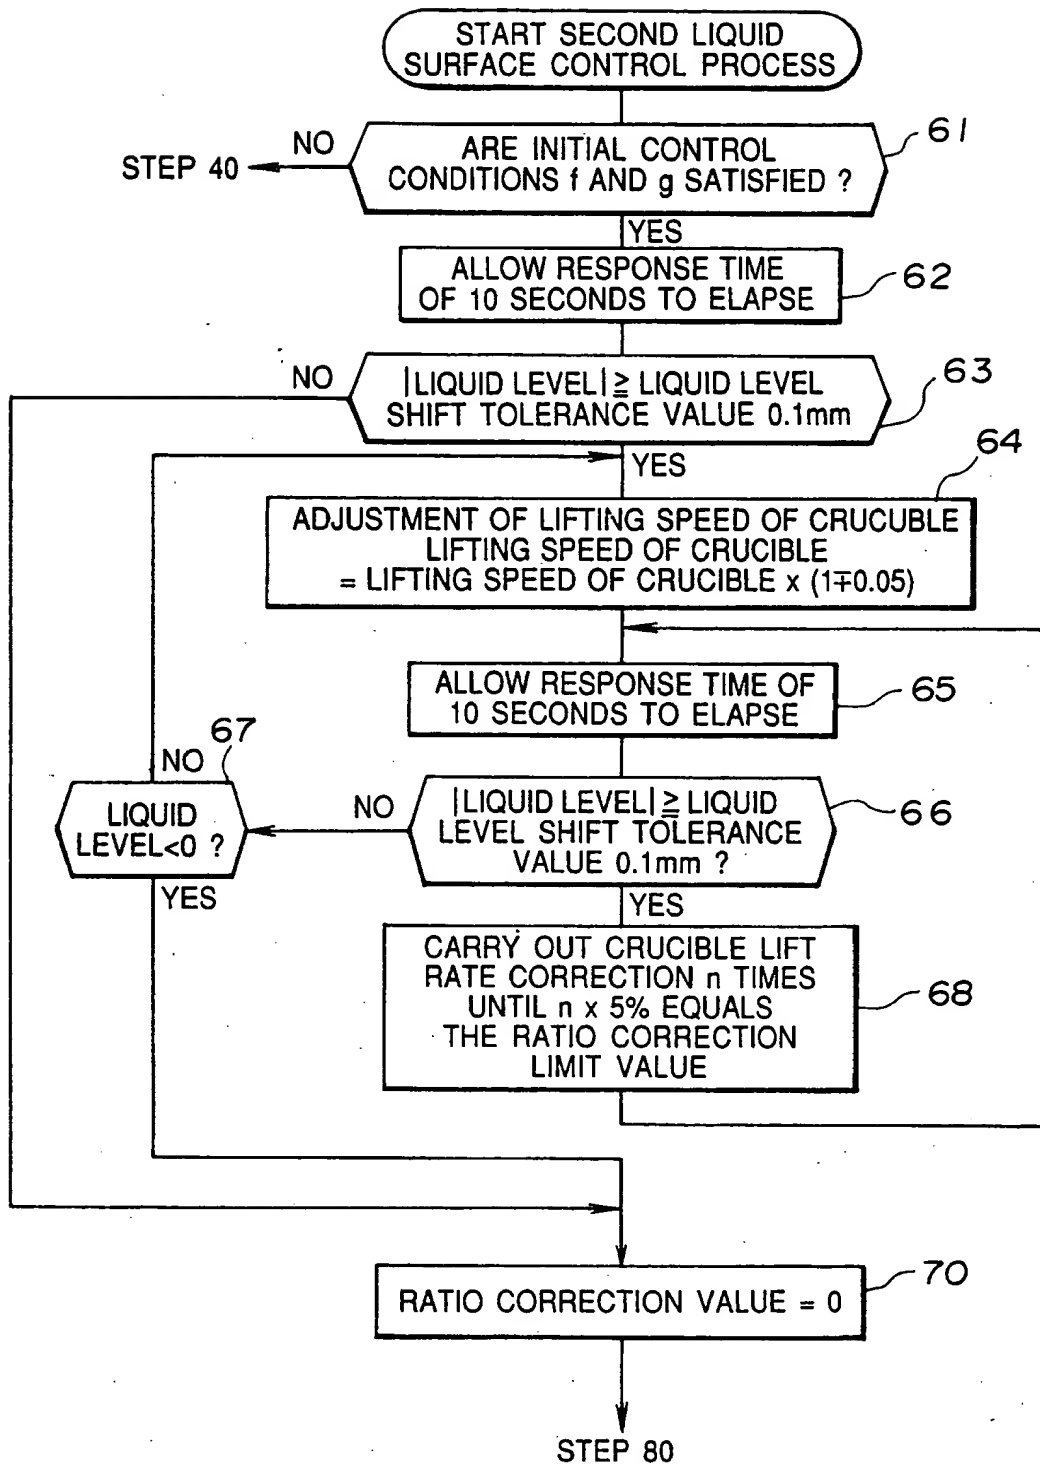 START SECOND LIQUID
SURFACE CONTROL PROCESS
61
NO
ARE INITIAL CONTROL
CONDITIONS f AND g SATISFIED ?
STEP 40
YES
ALLOW RESPONSE TIME
OF 10 SECONDS TO ELAPSE
62
NO
|LIQUID LEVEL| ≧ LIQUID LEVEL
SHIFT TOLERANCE VALUE 0.1mm
63
YES
64
ADJUSTMENT OF LIFTING SPEED OF CRUCUBLE
LIFTING SPEED OF CRUCIBLE
= LIFTING SPEED OF CRUCIBLE x (1∓0.05)
ALLOW RESPONSE TIME OF
10 SECONDS TO ELAPSE
65
67
NO
LIQUID
LEVEL<0 ?
YES
NO
|LIQUID LEVEL| ≧ LIQUID
LEVEL SHIFT TOLERANCE
VALUE 0.1mm ?
66
YES
CARRY OUT CRUCIBLE LIFT
RATE CORRECTION n TIMES
UNTIL n x 5% EQUALS
THE RATIO CORRECTION
LIMIT VALUE
68
RATIO CORRECTION VALUE = 0
70
STEP 80